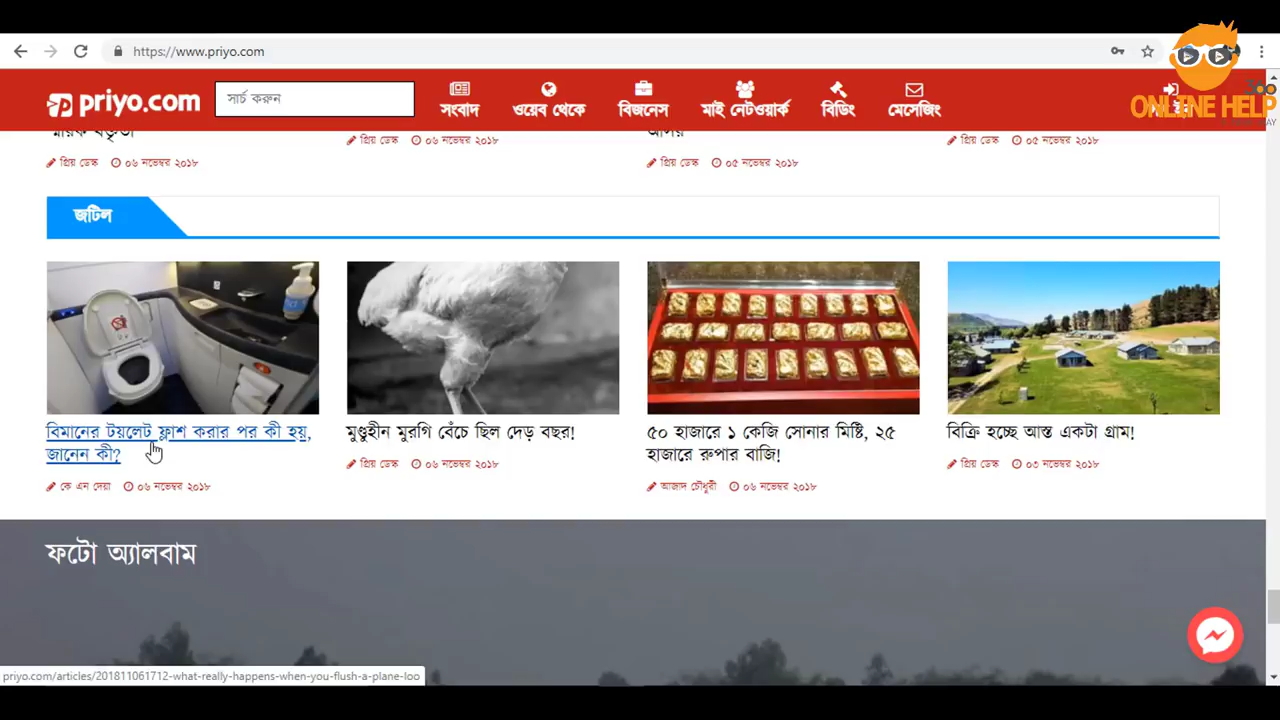 https://www.priyo.com
360
ONLINE HELP
priyo.com
সার্চ করুন
সংবাদ
ওয়েব থেকে
বিজনেস
মাই নেটওয়ার্ক
বিডিং
মেসেজিং
প্রিয় ডেস্ক ০৬ নভেম্বর ২০১৮
প্রিয় ডেস্ক ০৫ নভেম্বর ২০১৮
প্রিয় ডেস্ক ০৬ নভেম্বর ২০১৮
প্রিয় ডেস্ক ০৫ নভেম্বর ২০১৮
জটিল
বিমানের টয়লেট ফ্লাশ করার পর কী হয়,
জানেন কী?
কে এন দেয়া ০৬ নভেম্বর ২০১৮
মুণ্ডুহীন মুরগি বেঁচে ছিল দেড় বছর!
প্রিয় ডেস্ক ০৬ নভেম্বর ২০১৮
৫০ হাজারে ১ কেজি সোনার মিষ্টি, ২৫
হাজারে রুপার বাজি!
আজাদ চৌধুরী ০৬ নভেম্বর ২০১৮
বিক্রি হচ্ছে আস্ত একটা গ্রাম!
প্রিয় ডেস্ক ০৩ নভেম্বর ২০১৮
ফটো অ্যালবাম
priyo.com/articles/201811061712-what-really-happens-when-you-flush-a-plane-loo